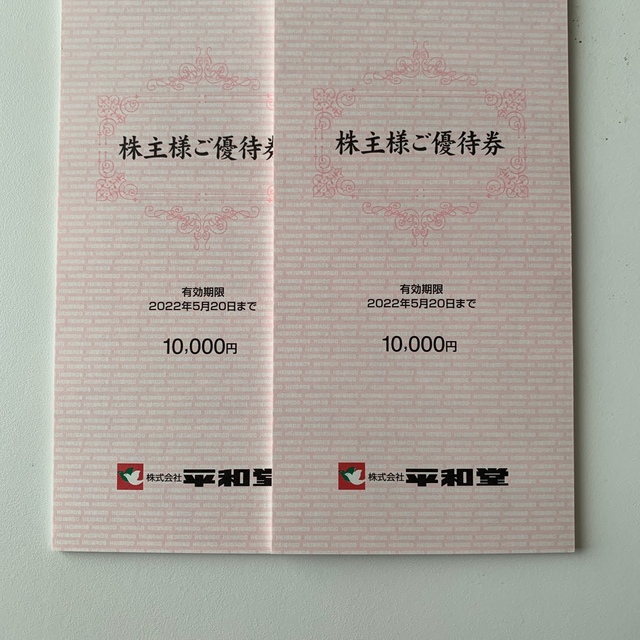 株主様ご優待
有効期限
2022年5月20日まで
10,000円
株式会社 平和
株主様ご優待券
有効期限
2022年5月20日まで
10,000円
株式会社 平和堂